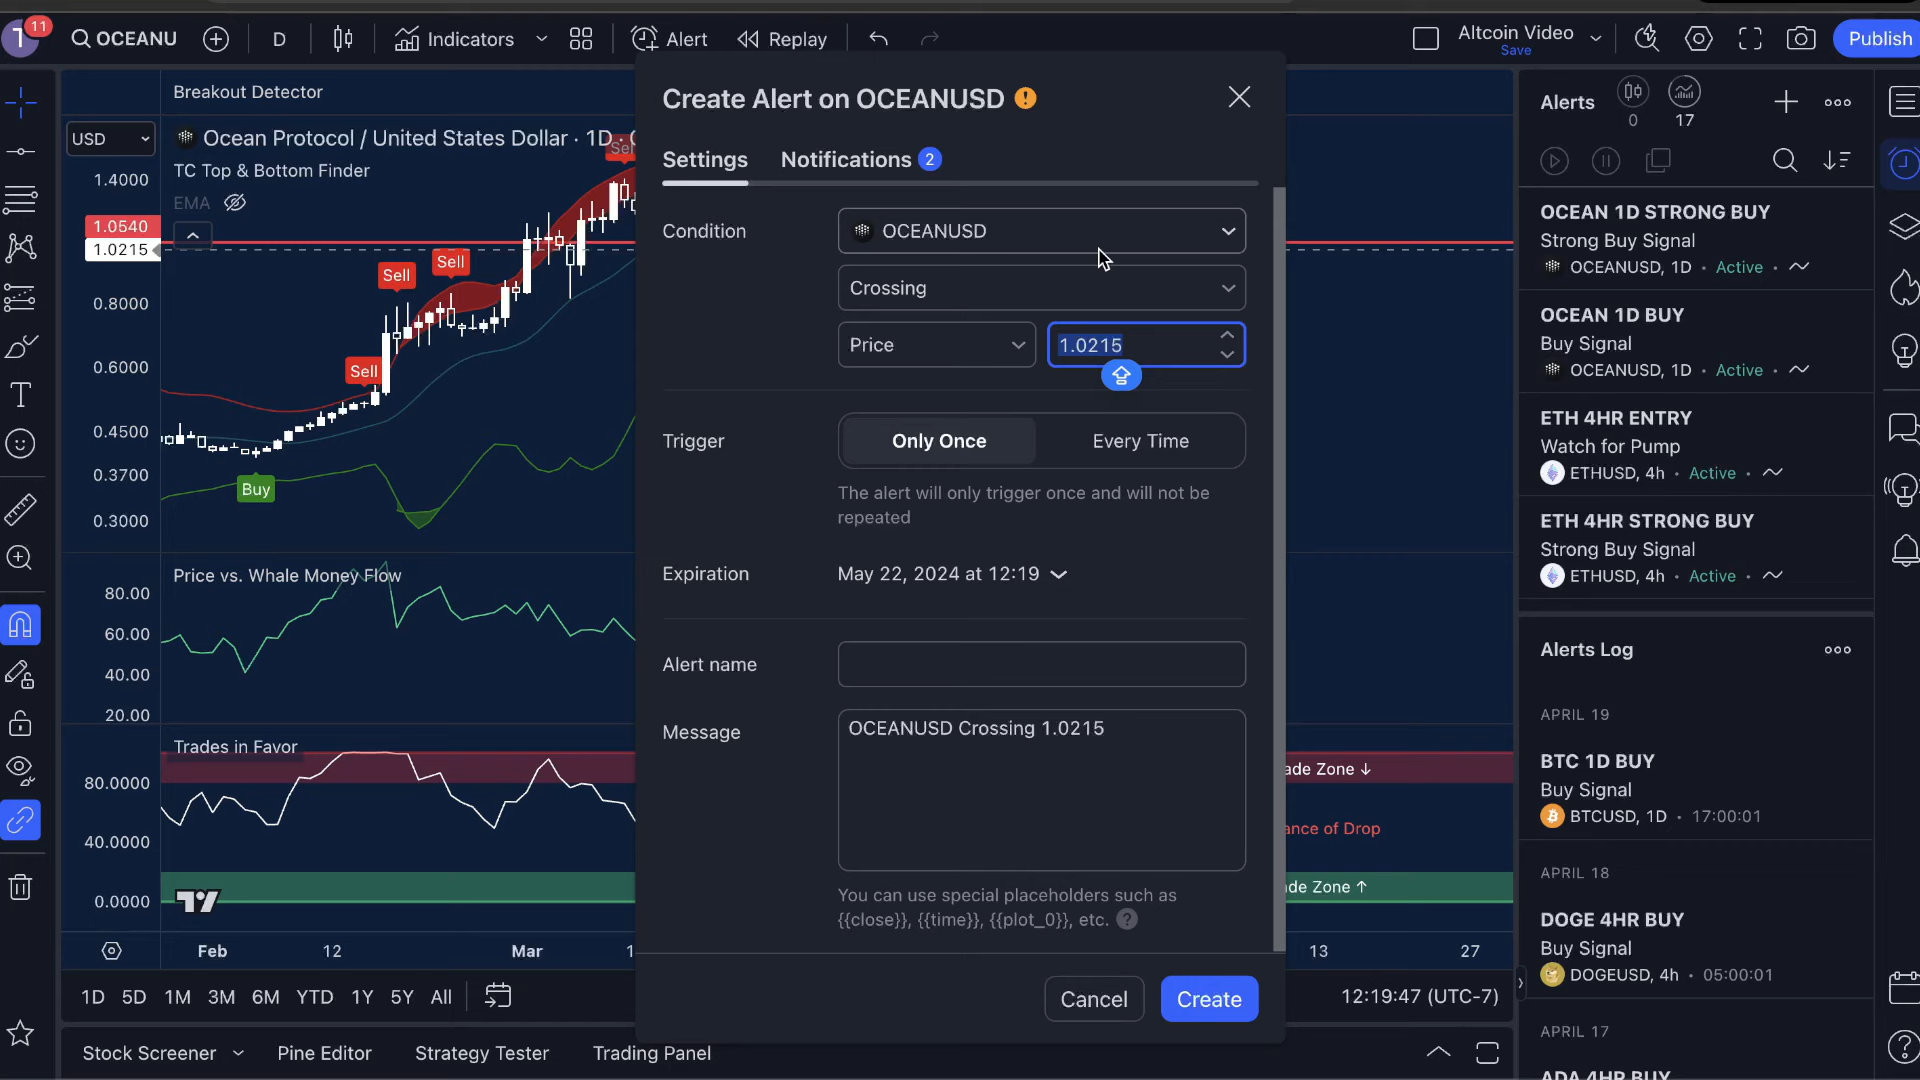 T
11
OCEANU
D
Indicators
Alert
Replay
Altcoin Video
Save
Publish
Breakout Detector
USD
Ocean Protocol / United States Dollar · 1D ·
TC Top & Bottom Finder
EMA
1.4000
1.0540
1.0215
0.8000
0.6000
0.4500
0.3700
0.3000
Sell
Sell
Sell
Sel
Buy
Price vs. Whale Money Flow
80.00
60.00
40.00
20.00
Trades in Favor
80.0000
40.0000
0.0000
Feb
12
Mar
1
13
27
ade Zone ↓
ance of Drop
de Zone ↑
1D
5D
1M
3M
6M
YTD
1Y
5Y
All
12:19:47 (UTC-7)
Stock Screener
Pine Editor
Strategy Tester
Trading Panel
Create Alert on OCEANUSD
Settings
Notifications 2
Condition
OCEANUSD
Crossing
Price
1.0215
Trigger
Only Once
Every Time
The alert will only trigger once and will not be
repeated
Expiration
May 22, 2024 at 12:19
Alert name
Message
OCEANUSD Crossing 1.0215
You can use special placeholders such as
{{close}}, {{time}}, {{plot_0}}, etc. ?
Cancel
Create
Alerts
0
17
OCEAN 1D STRONG BUY
Strong Buy Signal
OCEANUSD, 1D · Active ·
OCEAN 1D BUY
Buy Signal
OCEANUSD, 1D · Active ·
ETH 4HR ENTRY
Watch for Pump
ETHUSD, 4h · Active ·
ETH 4HR STRONG BUY
Strong Buy Signal
ETHUSD, 4h · Active ·
Alerts Log
APRIL 19
BTC 1D BUY
Buy Signal
BTCUSD, 1D · 17:00:01
APRIL 18
DOGE 4HR BUY
Buy Signal
DOGEUSD, 4h · 05:00:01
APRIL 17
ADA 4HR BUY